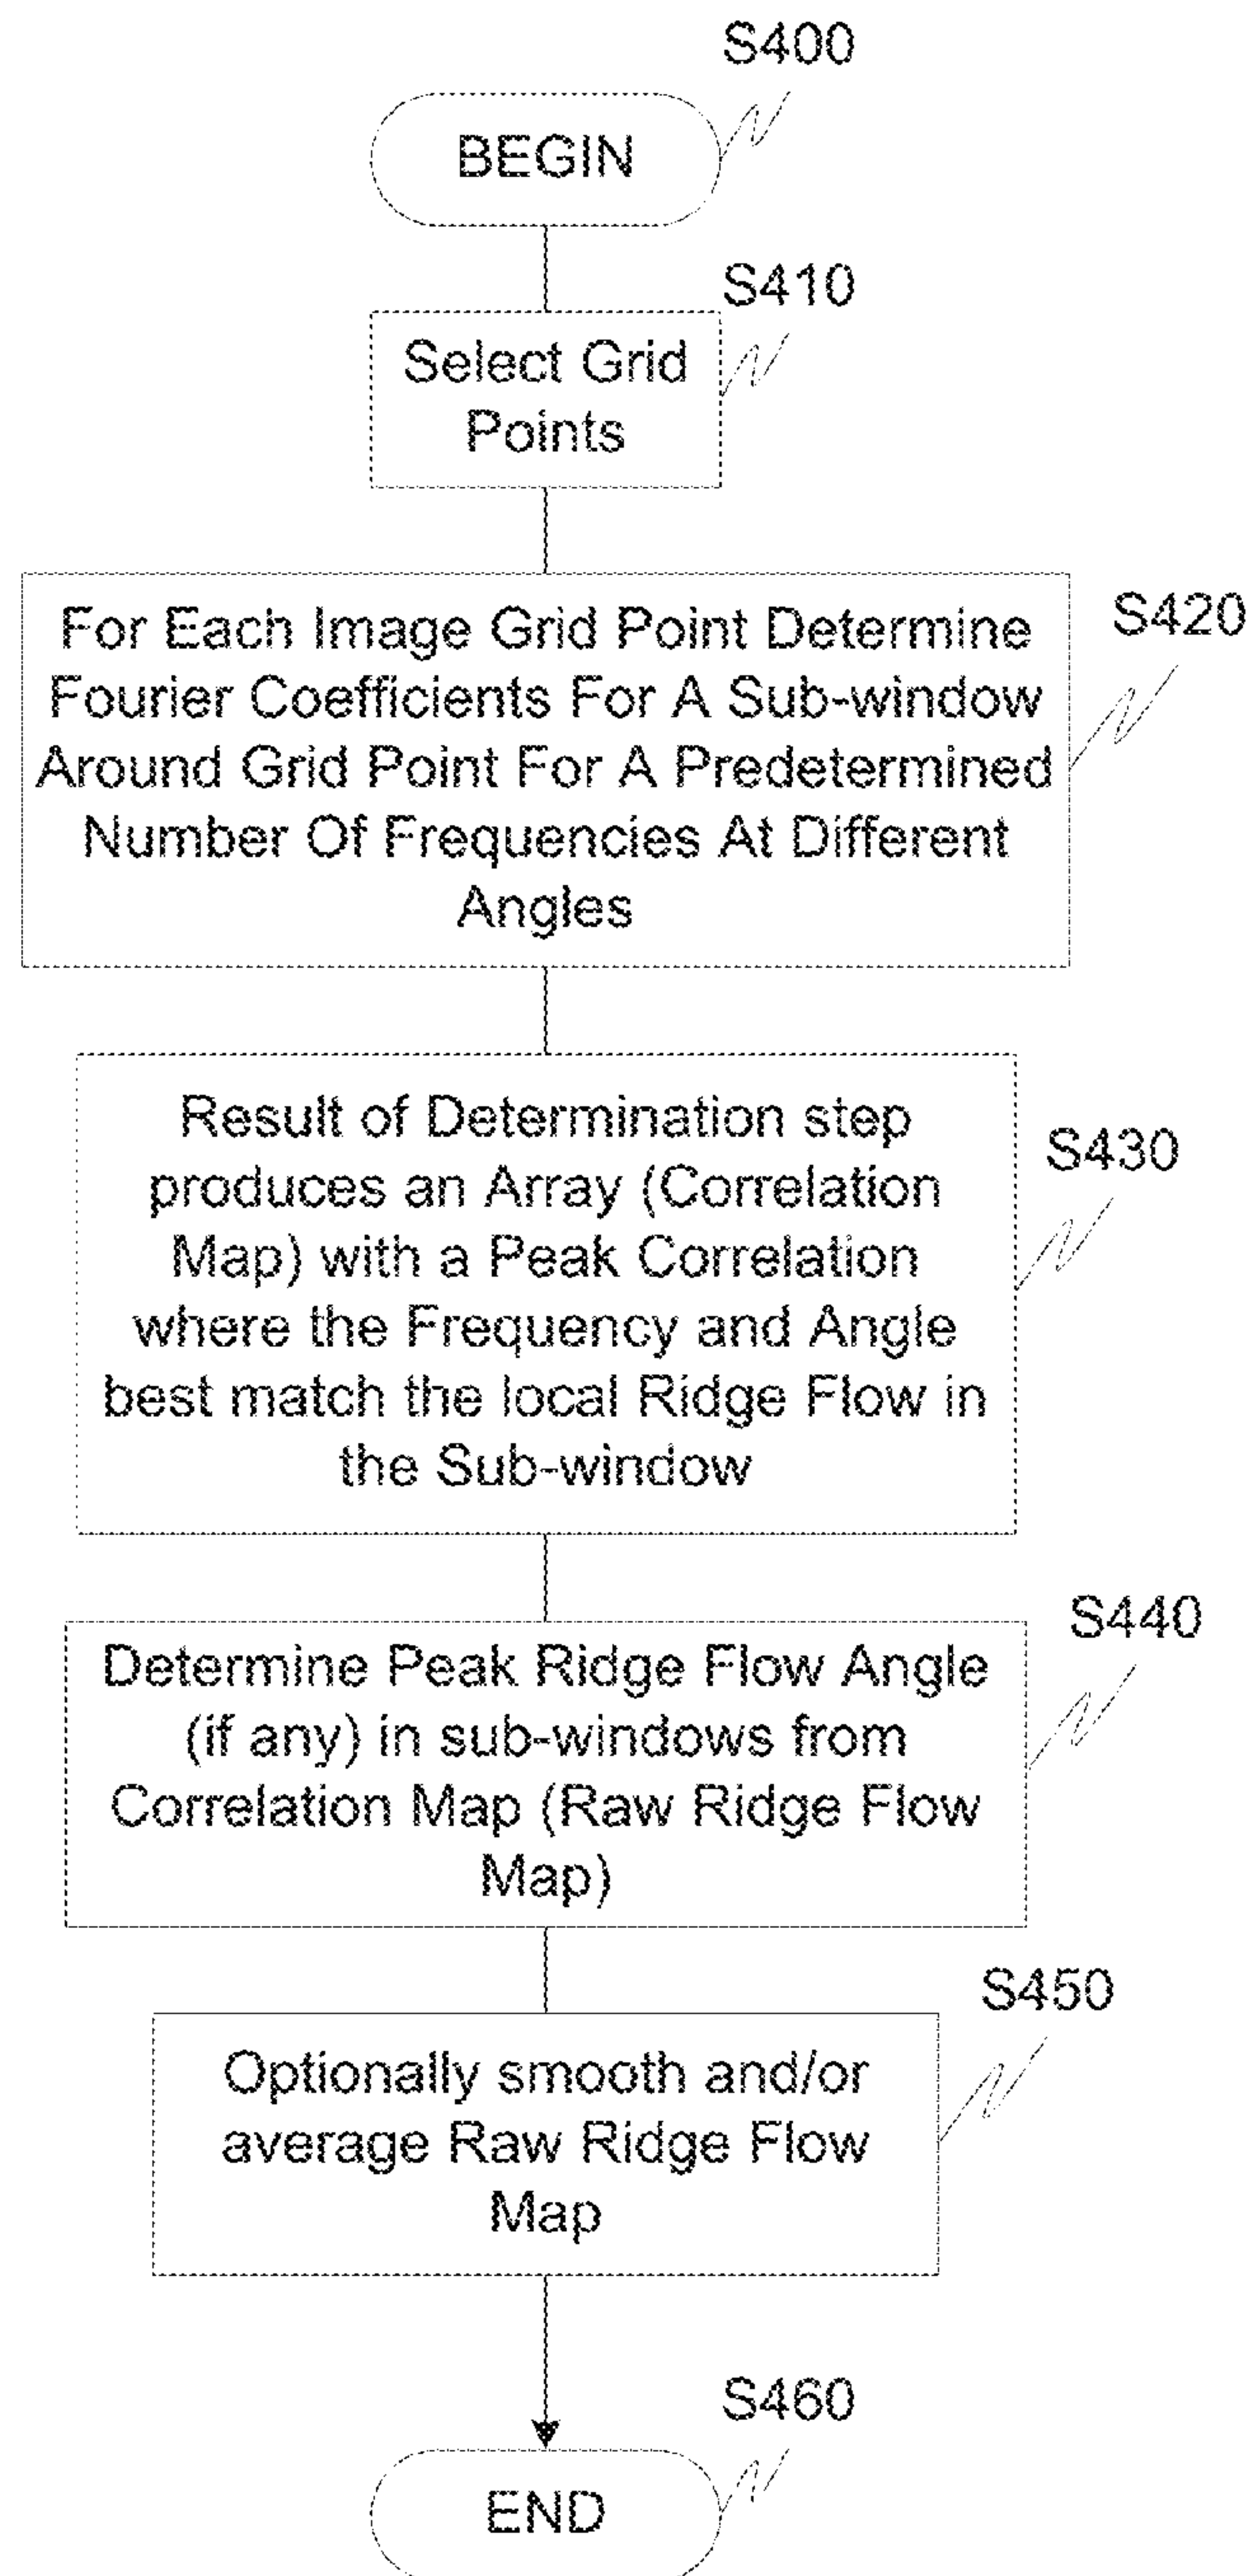 S400
BEGIN
S410
Select Grid
Points
S420
For Each Image Grid Point Determine
Fourier Coefficients For A Sub-window
Around Grid Point For A Predetermined
Number Of Frequencies At Different
Angles
S430
Result of Determination step
produces an Array (Correlation
Map) with a Peak Correlation
where the Frequency and Angle
best match the local Ridge Flow in
the Sub-window
S440
Determine Peak Ridge Flow Angle
(if any) in sub-windows from
Correlation Map (Raw Ridge Flow
Map)
S450
Optionally smooth and/or
average Raw Ridge Flow
Map
S460
END